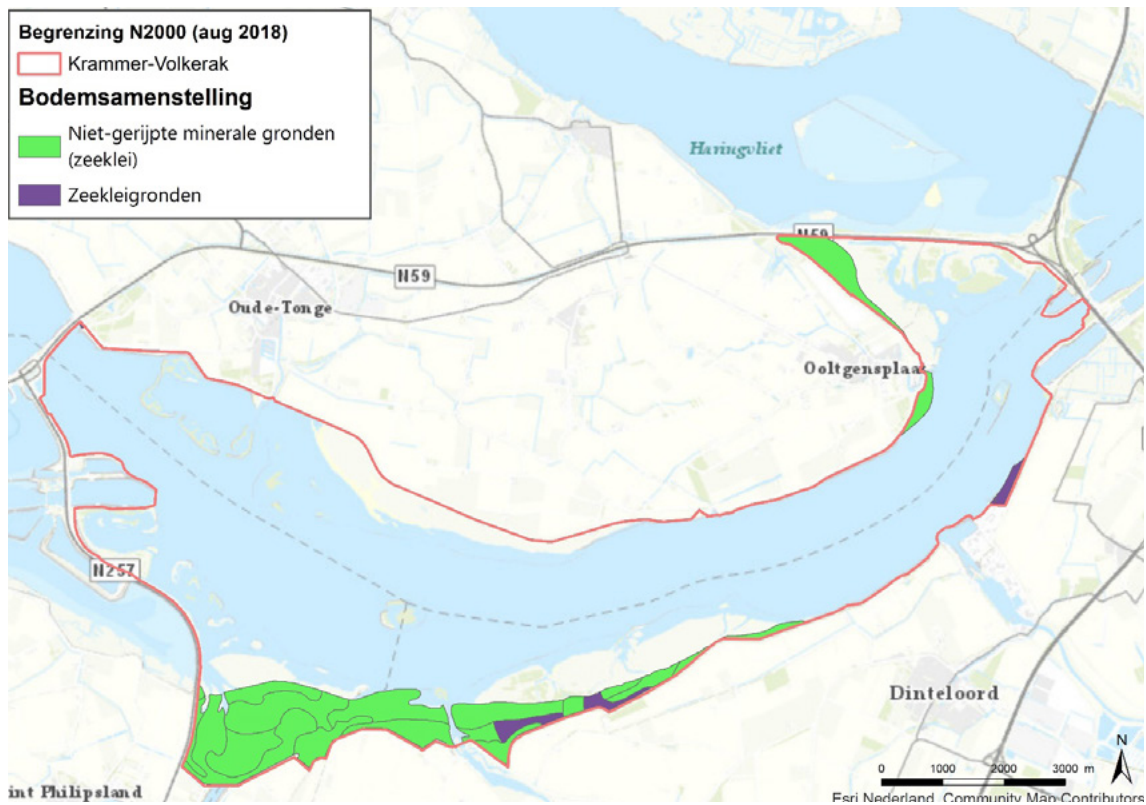 Begrenzing N2000 (aug 2018)
Krammer-Volkerak
Bodemsamenstelling
Niet-gerijpte minerale gronden
(zeeklei)
Zeekleigronden
Haringvliet
N59
N59
Oude-Tonge
Ooltgensplaa
N257
Dinteloord
int Philipsland
N
0 1000 2000 3000 m
Esri Nederland, Community Map Contributors